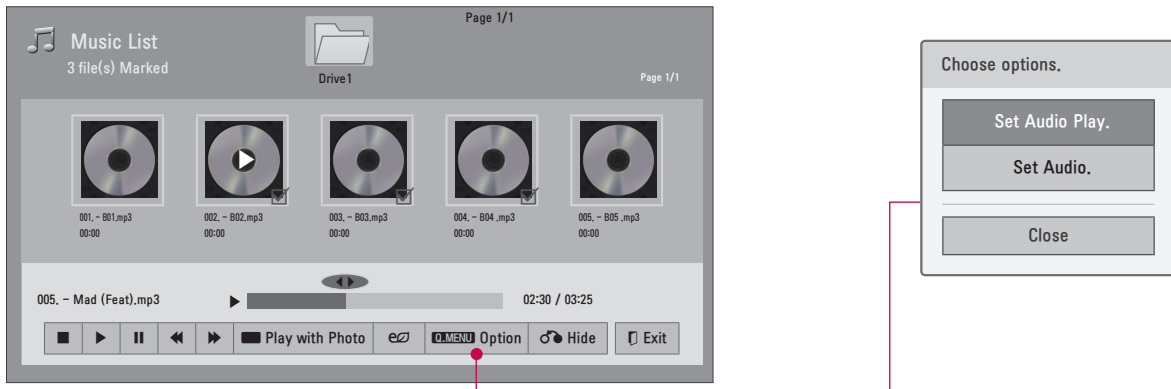 Page 1/1
Music List
3 file(s) Marked
Drive1
Page 1/1
001. - B01.mp3
00:00
002. - B02.mp3
00:00
003. - B03.mp3
00:00
004. - B04 .mp3
00:00
005. - B05 .mp3
00:00
005. - Mad (Feat).mp3
02:30 / 03:25
Play with Photo
e
Q.MENU Option
Hide
Exit
Choose options.
Set Audio Play.
Set Audio.
Close